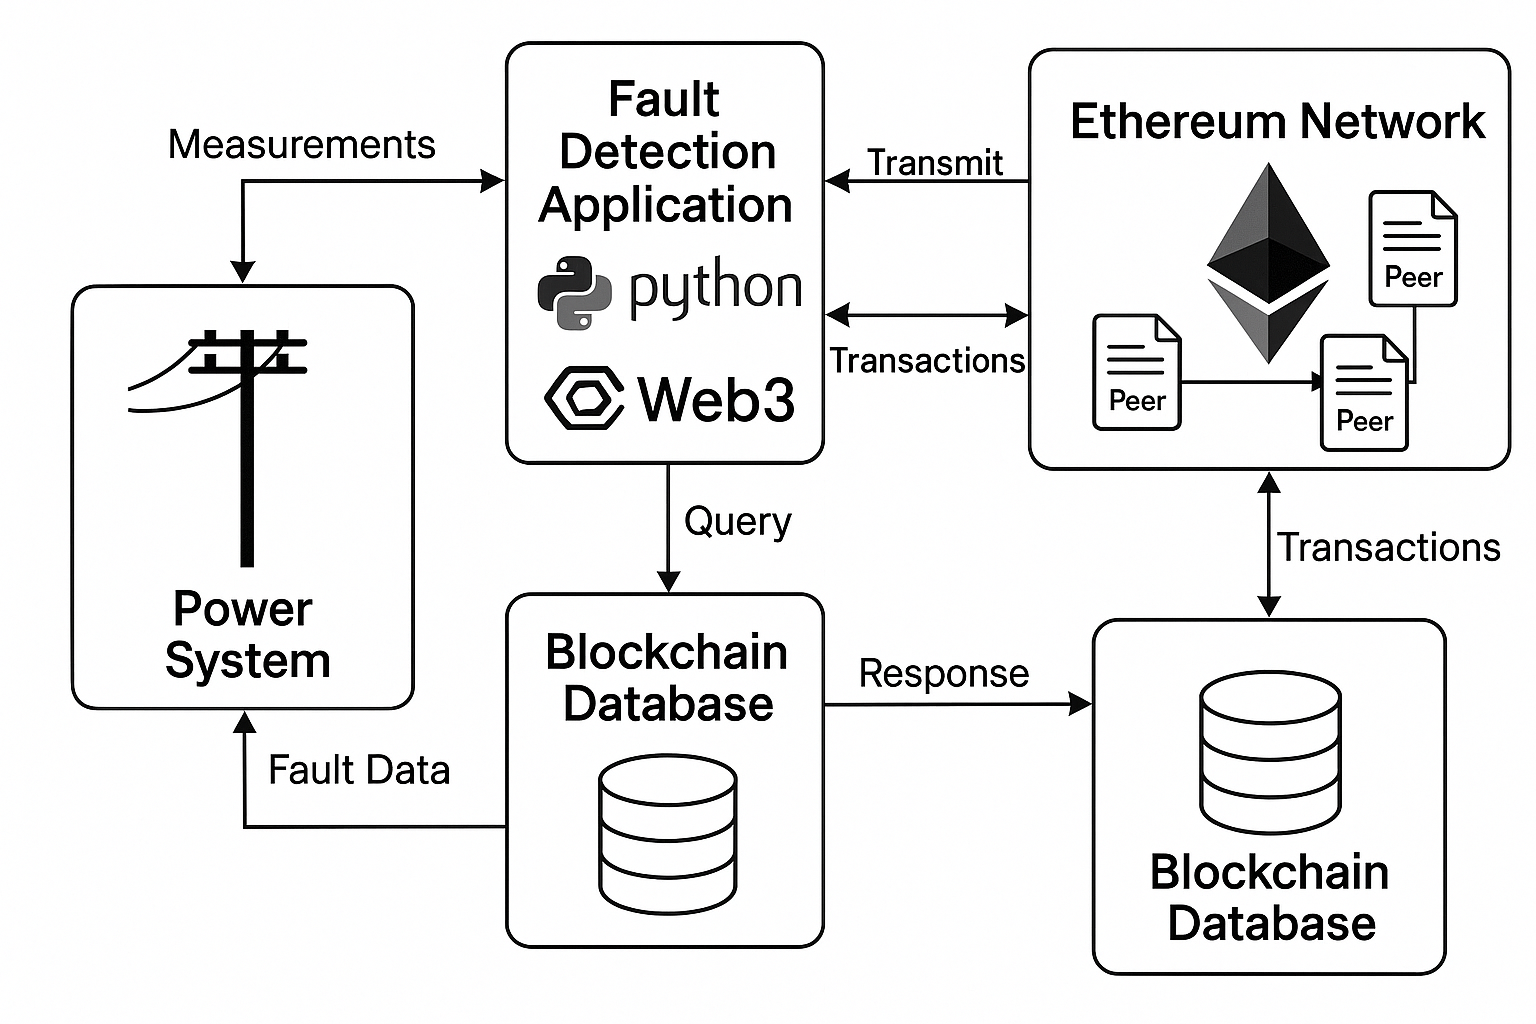 Measurements
Fault
Detection
Application
python
Web3
Transmit
Transactions
Ethereum Network
Peer
Peer
Peer
Power
System
Query
Transactions
Blockchain
Database
Response
Fault Data
Blockchain
Database